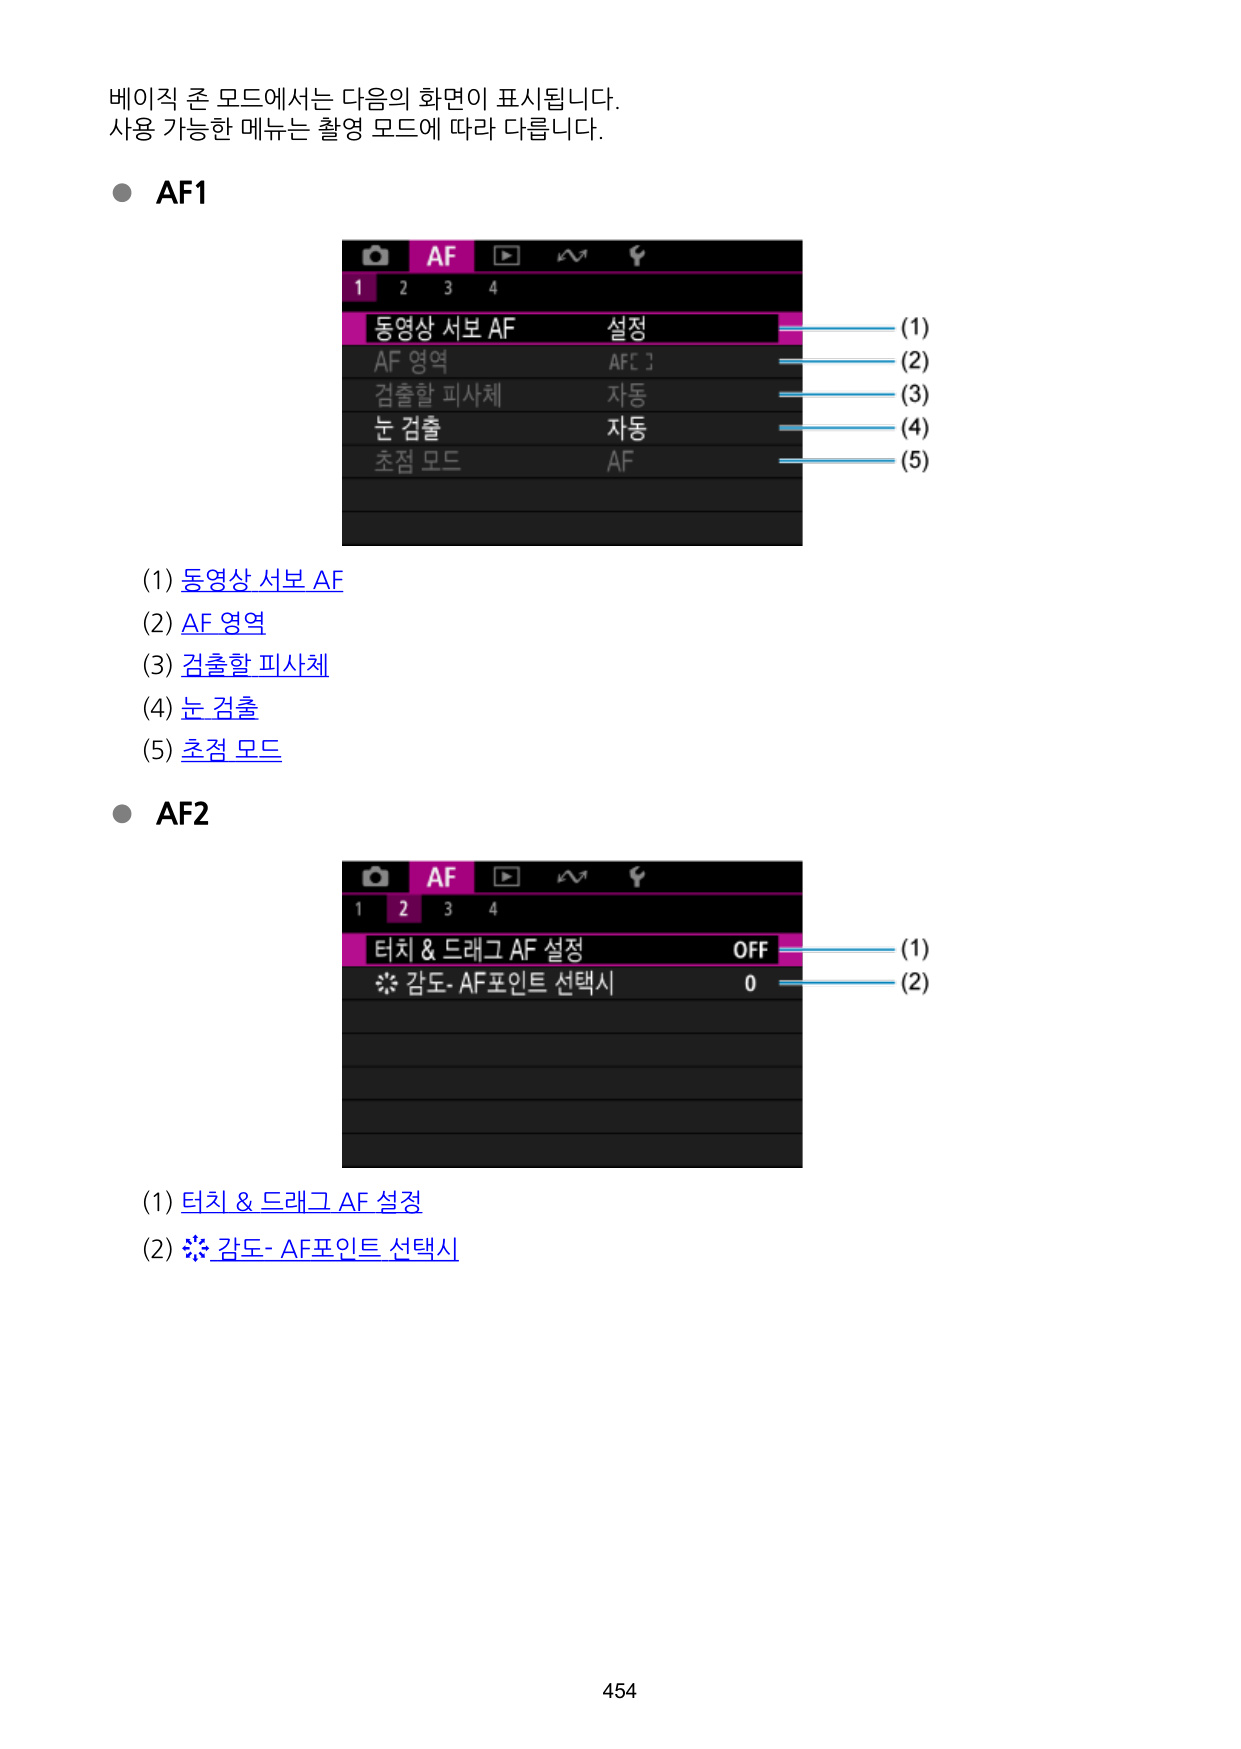 베이직 존 모드에서는 다음의 화면이 표시됩니다.
사용 가능한 메뉴는 촬영 모드에 따라 다릅니다.
● AF1
AF
1 2 3 4
동영상 서보 AF 설정 (1)
AF 영역 AF[ ] (2)
검출할 피사체 자동 (3)
눈 검출 자동 (4)
초점 모드 AF (5)
(1) 동영상 서보 AF
(2) AF 영역
(3) 검출할 피사체
(4) 눈 검출
(5) 초점 모드
● AF2
AF
1 2 3 4
터치 & 드래그 AF 설정 OFF (1)
감도- AF포인트 선택시 0 (2)
(1) 터치 & 드래그 AF 설정
(2) 감도- AF포인트 선택시
454